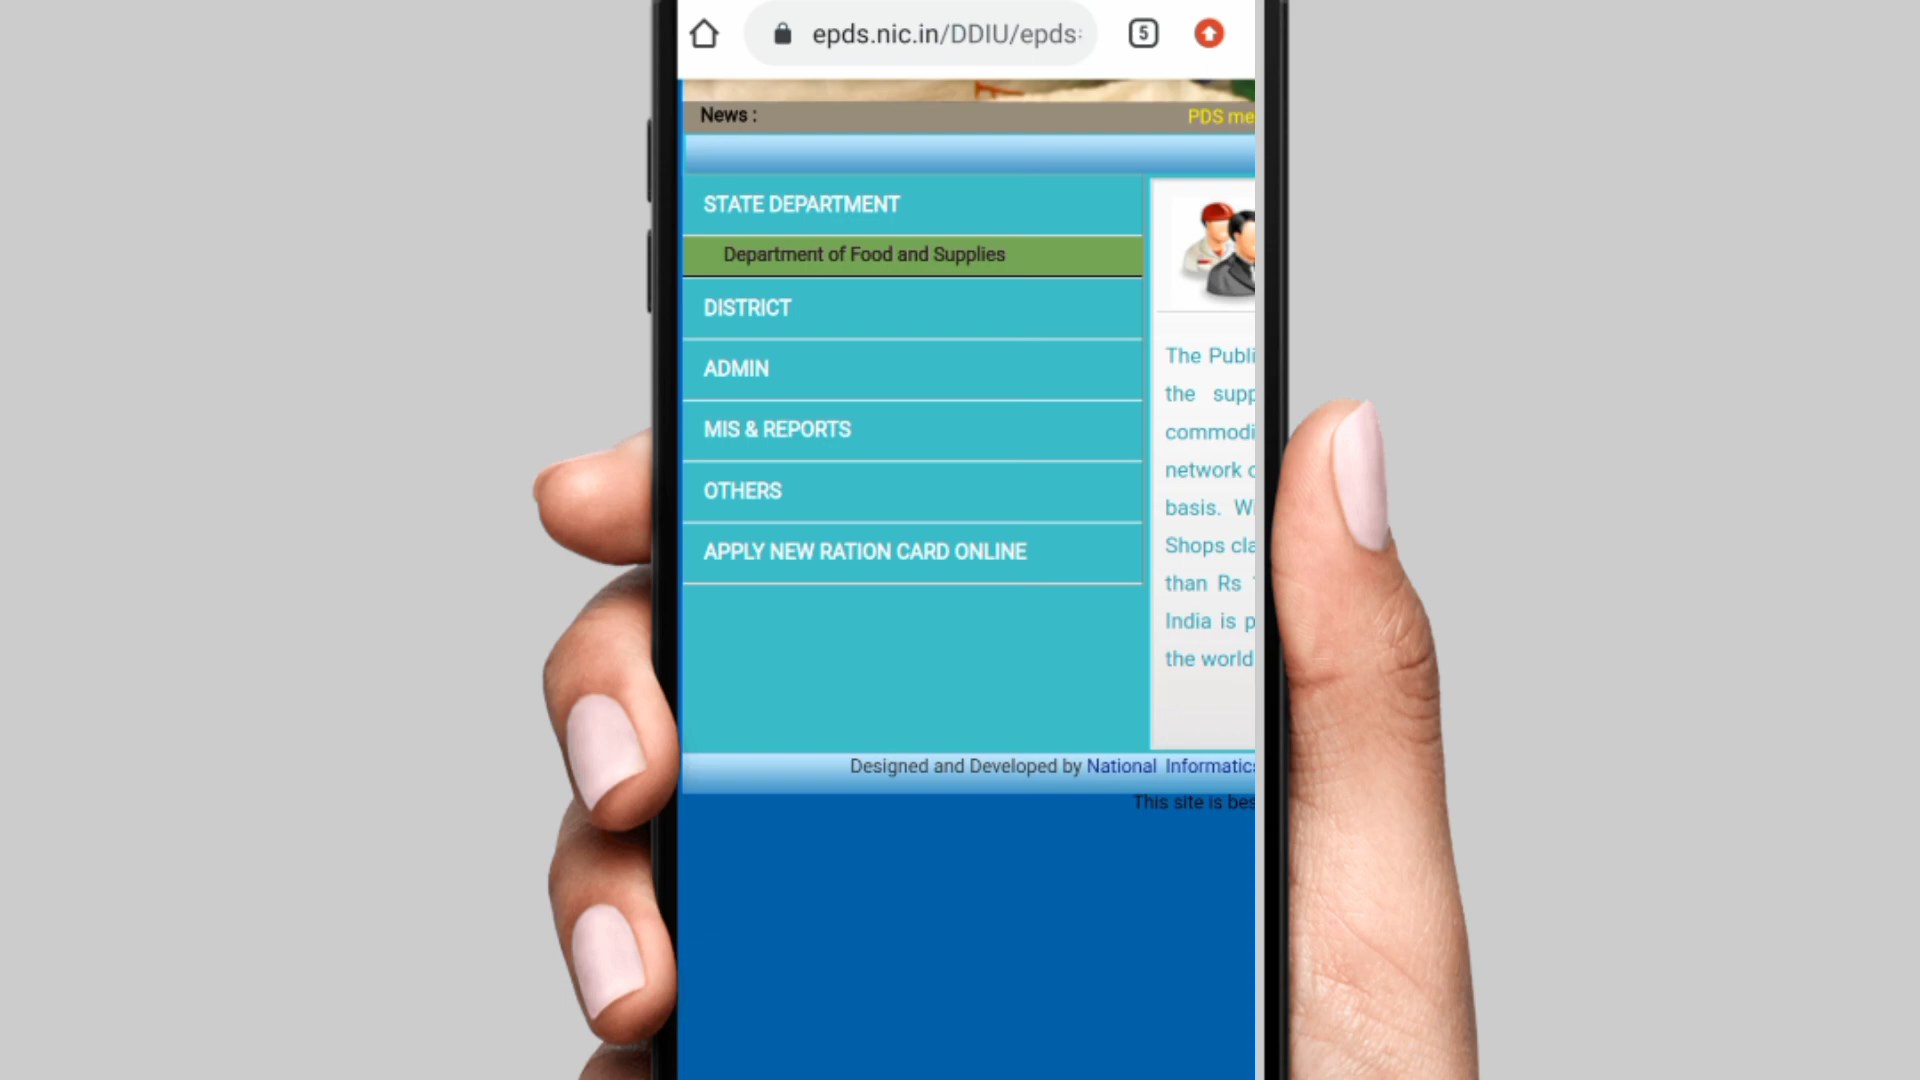 epds.nic.in/DDIU/epds
5
News :
PDS me
STATE DEPARTMENT
Department of Food and Supplies
DISTRICT
ADMIN
MIS & REPORTS
OTHERS
APPLY NEW RATION CARD ONLINE
The Publi
the supp
commodi
network
basis. W
Shops cla
than Rs
India is p
the world
Designed and Developed by National Informatics
This site is bes